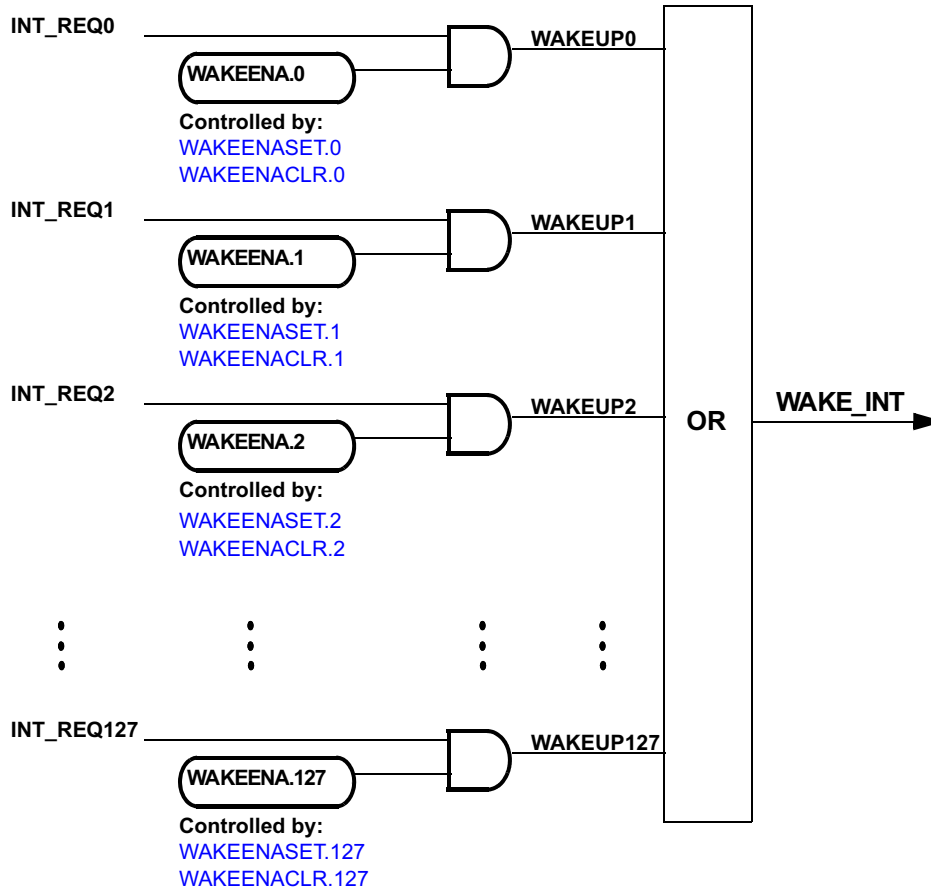 INT_REQ0
WAKEUP0
WAKEENA.0
Controlled by:
WAKEENASET.0
WAKEENACLR.0
INT_REQ1
WAKEUP1
WAKEENA.1
Controlled by:
WAKEENASET.1
WAKEENACLR.1
INT_REQ2
WAKEUP2
WAKEENA.2
Controlled by:
WAKEENASET.2
WAKEENACLR.2
OR
WAKE_INT
INT_REQ127
WAKEUP127
WAKEENA.127
Controlled by:
WAKEENASET.127
WAKEENACLR.127